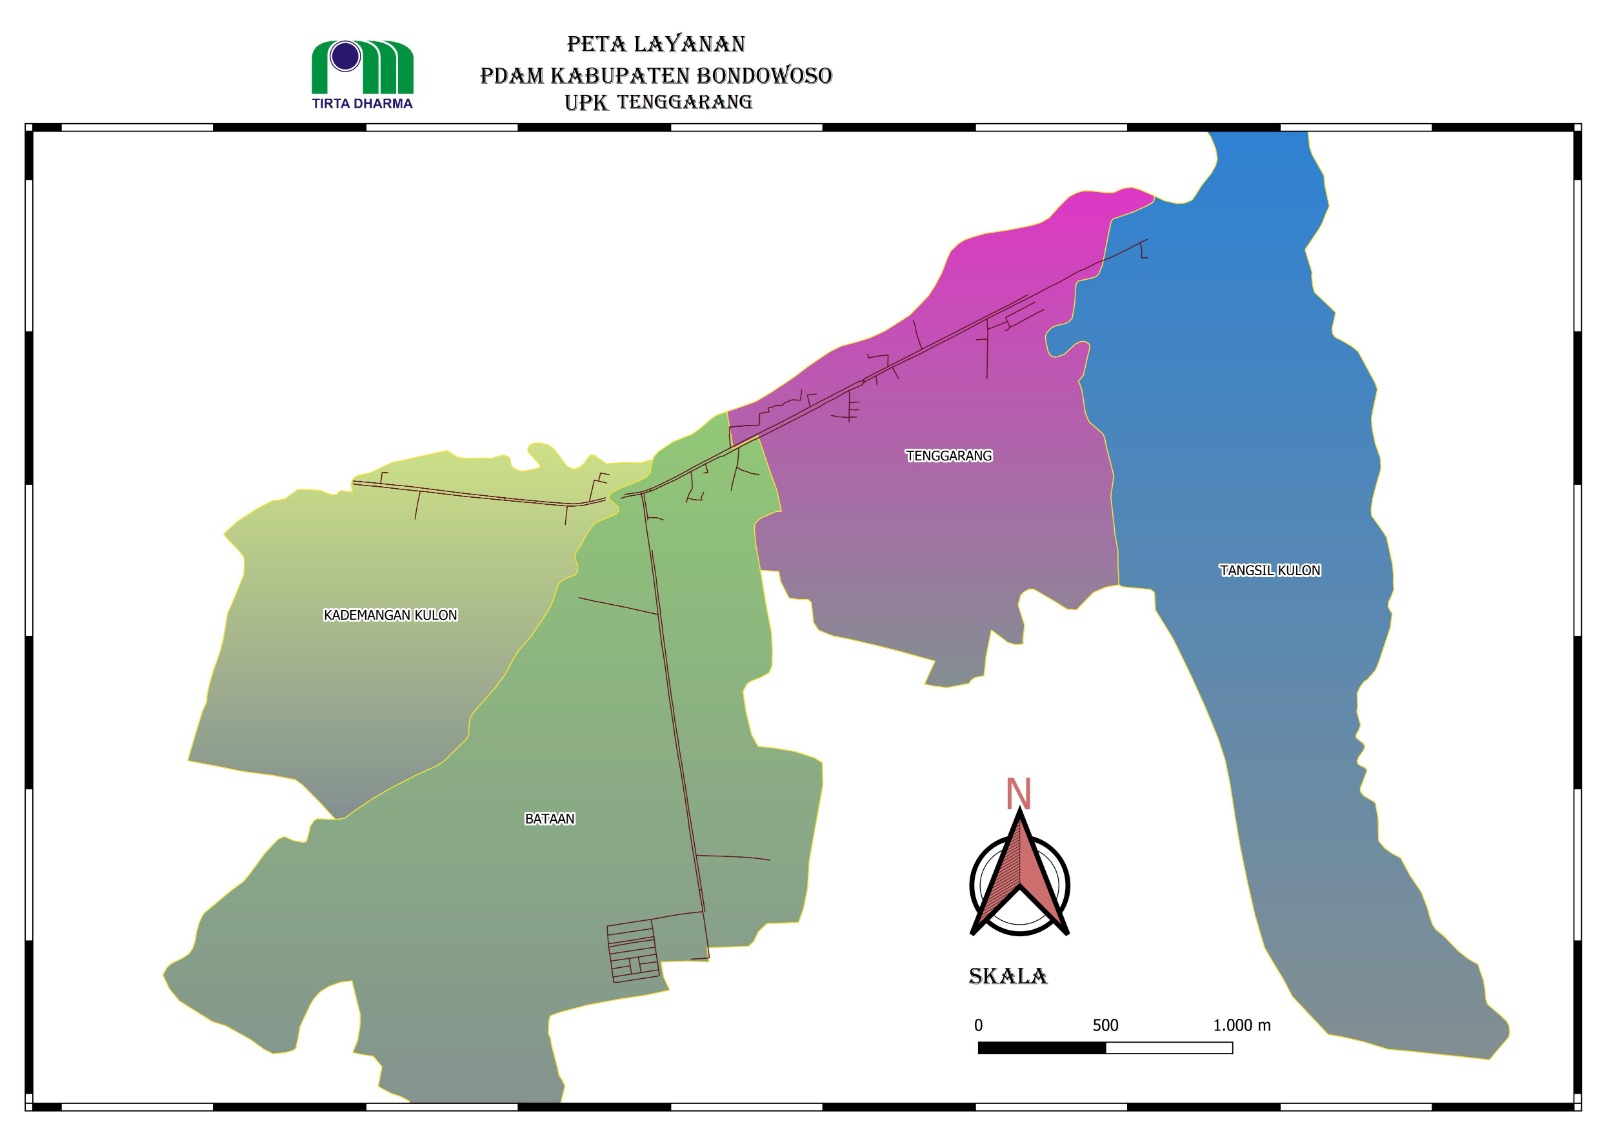 PETA LAYANAN
PDAM KABUPATEN BONDOWOSO
UPK TENGGARANG
TIRTA DHARMA
TENGGARANG
TANGSIL KULON
KADEMANGAN KULON
BATAAN
N
SKALA
0 500 1.000 m